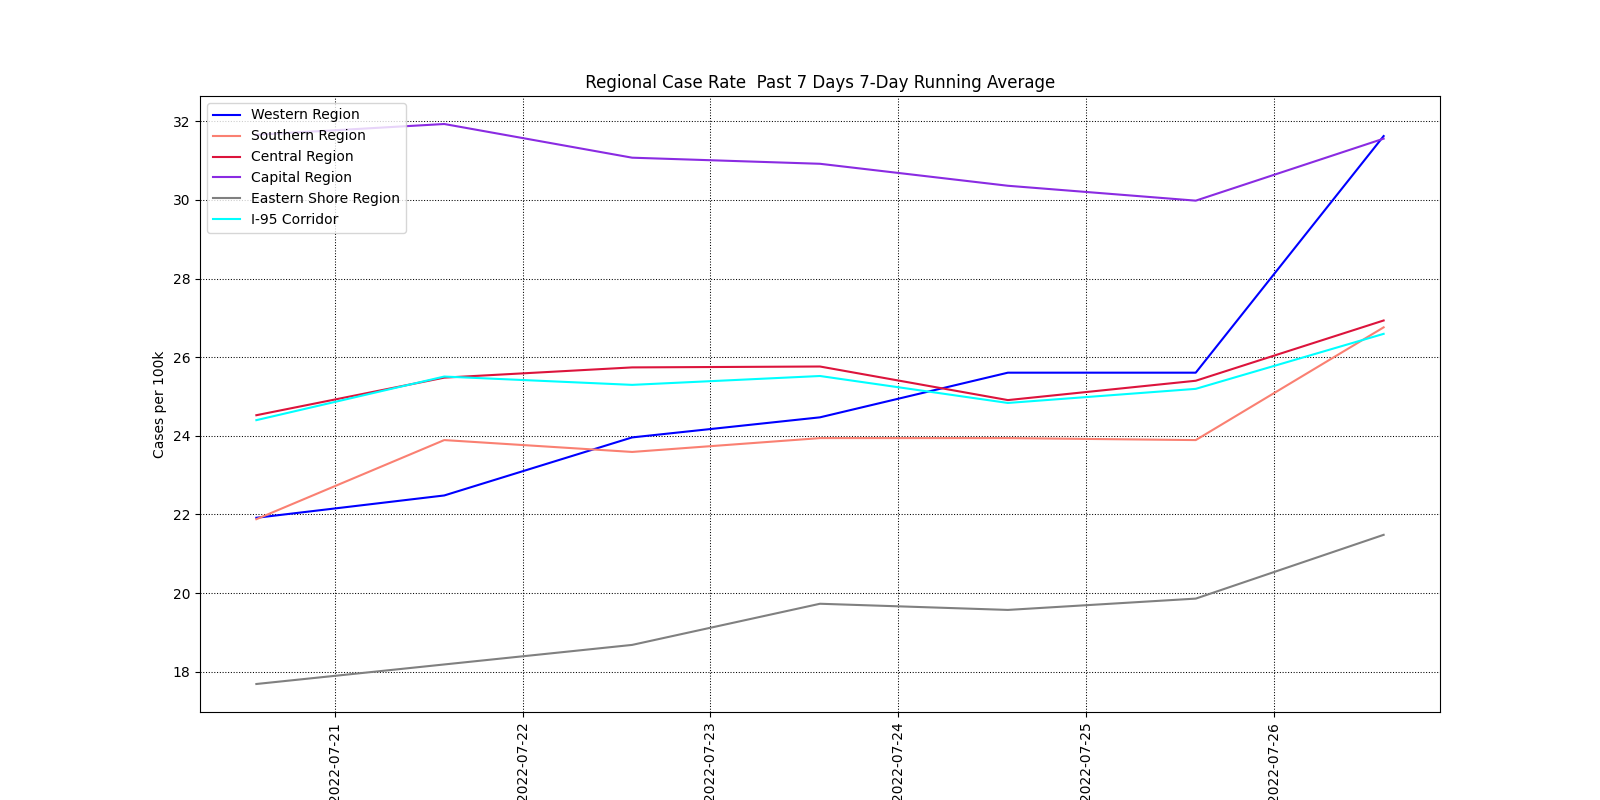 Regional Case Rate  Past 7 Days 7-Day Running Average
Western Region
Southern Region
Central Region
Capital Region
Eastern Shore Region
I-95 Corridor
Cases per 100k
32
30
28
26
24
22
20
18
2022-07-21
2022-07-22
2022-07-23
2022-07-24
2022-07-25
2022-07-26